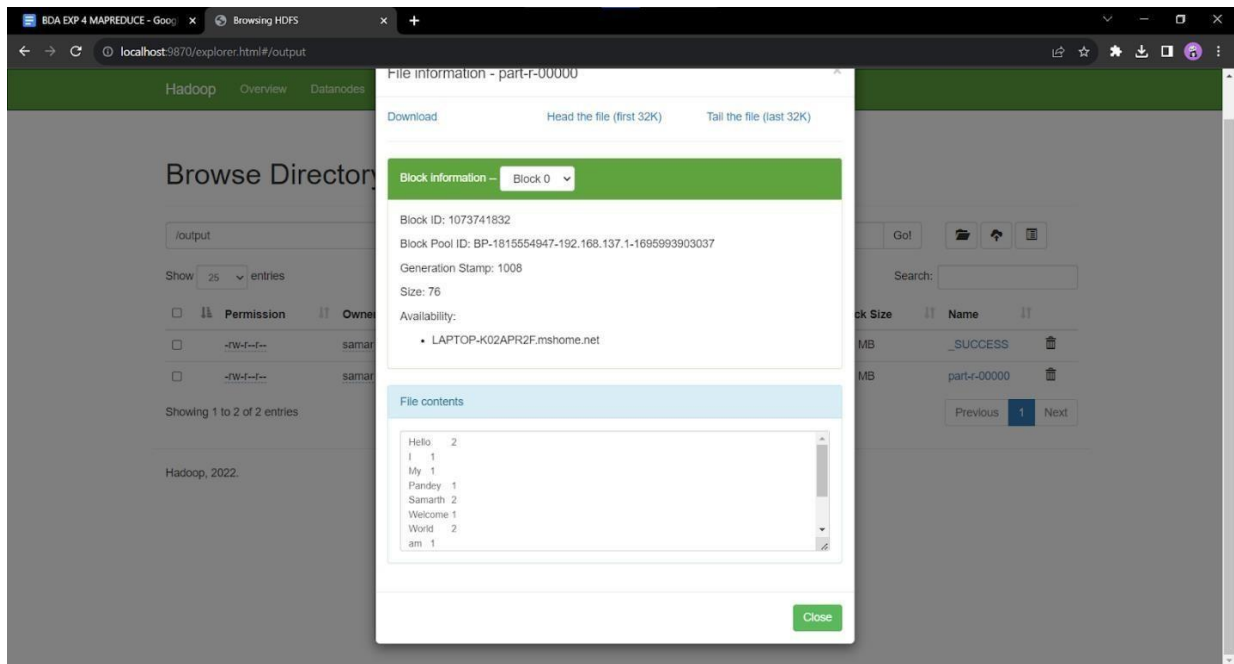 BDA EXP 4 MAPREDUCE - Goog
Browsing HDFS
localhost:9870/explorer.html#/output
Hadoop Overview Datanodes
File information - part-r-00000
Download Head the file (first 32K) Tail the file (last 32K)
Browse Directory
Block information -- Block 0
Block ID: 1073741832
Block Pool ID: BP-1815554947-192.168.137.1-1695993903037
Generation Stamp: 1008
Size: 76
Availability:
• LAPTOP-K02APR2F.mshome.net
/output Go!
Show 25 entries Search:
Permission Owner ck Size Name
-rw-r--r-- samar MB _SUCCESS
-rw-r--r-- samar MB part-r-00000
Showing 1 to 2 of 2 entries Previous 1 Next
File contents
Hello 2
I 1
My 1
Pandey 1
Samarth 2
Welcome 1
World 2
am 1
Hadoop, 2022.
Close